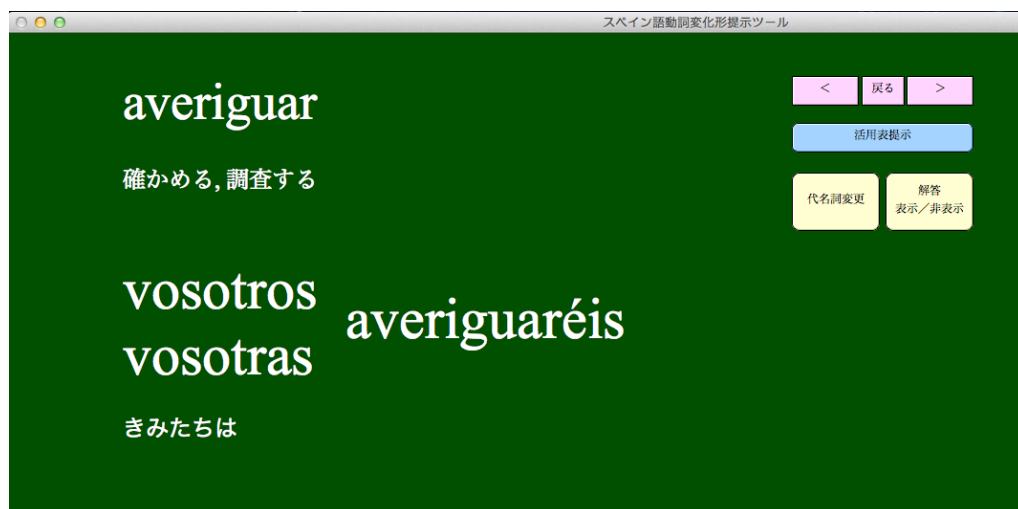 スペイン語動詞変化形提示ツール
averiguar
確かめる, 調査する
vosotros
vosotras
averiguaréis
きみたちは
<
戻る
>
活用表提示
代名詞変更
解答
表示／非表示